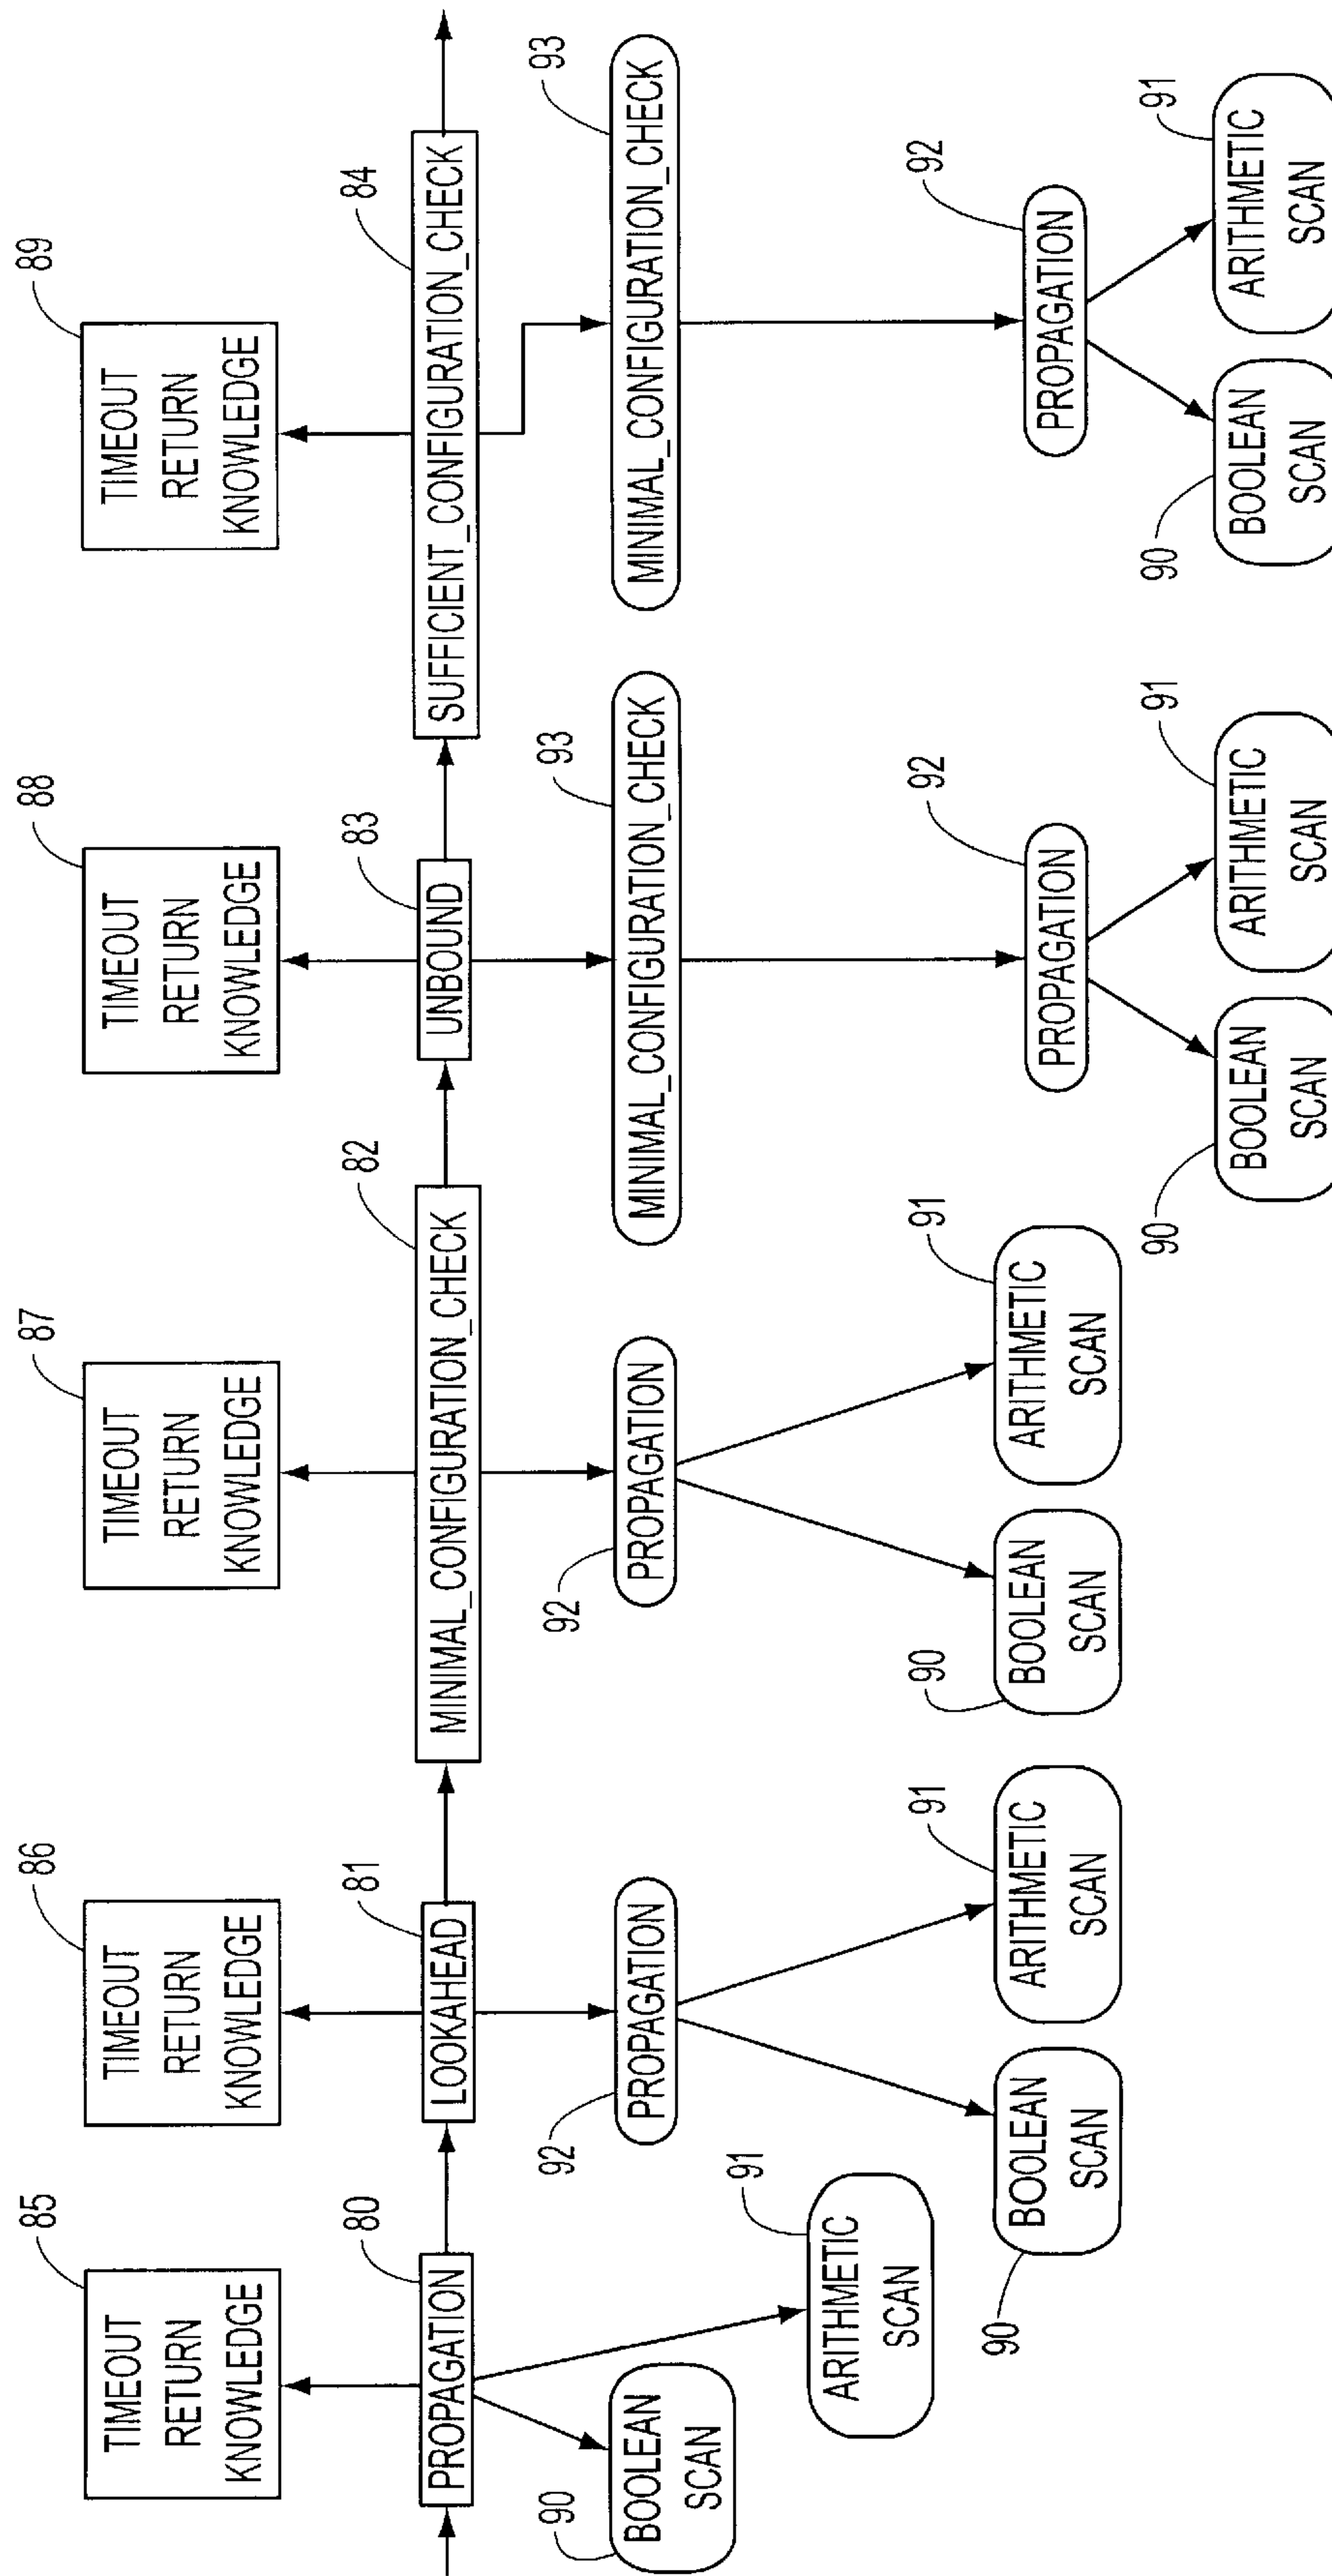 85
TIMEOUT
RETURN
KNOWLEDGE
86
TIMEOUT
RETURN
KNOWLEDGE
87
TIMEOUT
RETURN
KNOWLEDGE
88
TIMEOUT
RETURN
KNOWLEDGE
89
TIMEOUT
RETURN
KNOWLEDGE
80
PROPAGATION
81
LOOKAHEAD
82
MINIMAL_CONFIGURATION_CHECK
83
UNBOUND
84
SUFFICIENT_CONFIGURATION_CHECK
90
BOOLEAN
SCAN
91
ARITHMETIC
SCAN
92
PROPAGATION
90
BOOLEAN
SCAN
91
ARITHMETIC
SCAN
92
PROPAGATION
90
BOOLEAN
SCAN
91
ARITHMETIC
SCAN
93
MINIMAL_CONFIGURATION_CHECK
92
PROPAGATION
90
BOOLEAN
SCAN
91
ARITHMETIC
SCAN
93
MINIMAL_CONFIGURATION_CHECK
92
PROPAGATION
90
BOOLEAN
SCAN
91
ARITHMETIC
SCAN